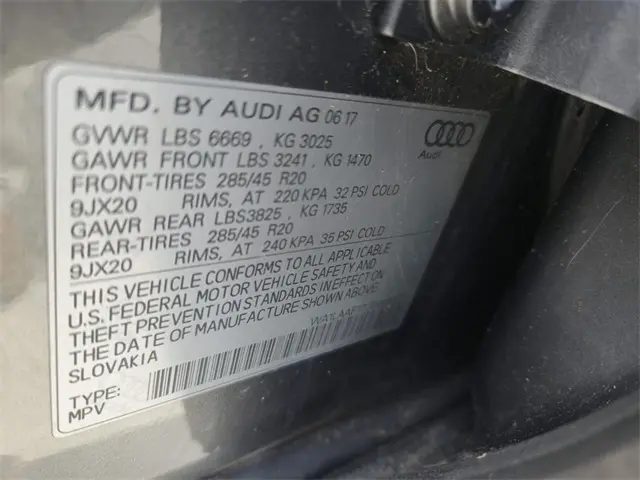 MFD. BY AUDI AG 06 17
GVWR LBS 6669 , KG 3025
GAWR FRONT LBS 3241 , KG 1470
FRONT-TIRES 285/45 R20
9JX20 RIMS, AT 220 KPA 32 PSI COLD
GAWR REAR LBS3825 , KG 1735
REAR-TIRES 285/45 R20
9JX20 RIMS, AT 240 KPA 35 PSI COLD
THIS VEHICLE CONFORMS TO ALL APPLICABLE
U.S. FEDERAL MOTOR VEHICLE SAFETY AND
THEFT PREVENTION STANDARDS IN EFFECT ON
THE DATE OF MANUFACTURE SHOWN ABOVE
SLOVAKIA
TYPE:
MPV
Audi